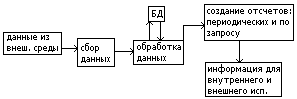 данные из
внеш. среды
сбор
данных
БД
обработка
данных
создание отсчетов:
периодических и по
запросу
информация для
внутреннего и
внешнего исп.